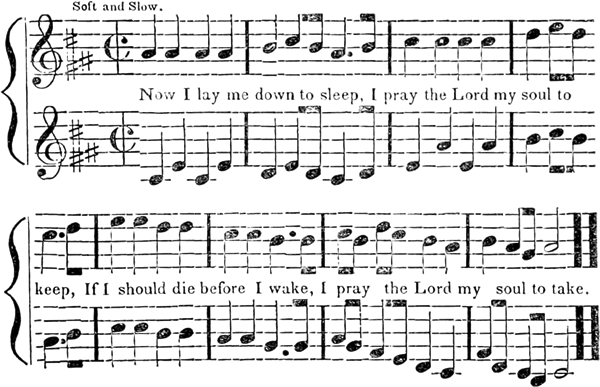 Soft and Slow.
Now I lay me down to sleep, I pray the Lord my soul to
keep, If I should die before I wake, I pray the Lord my soul to take.